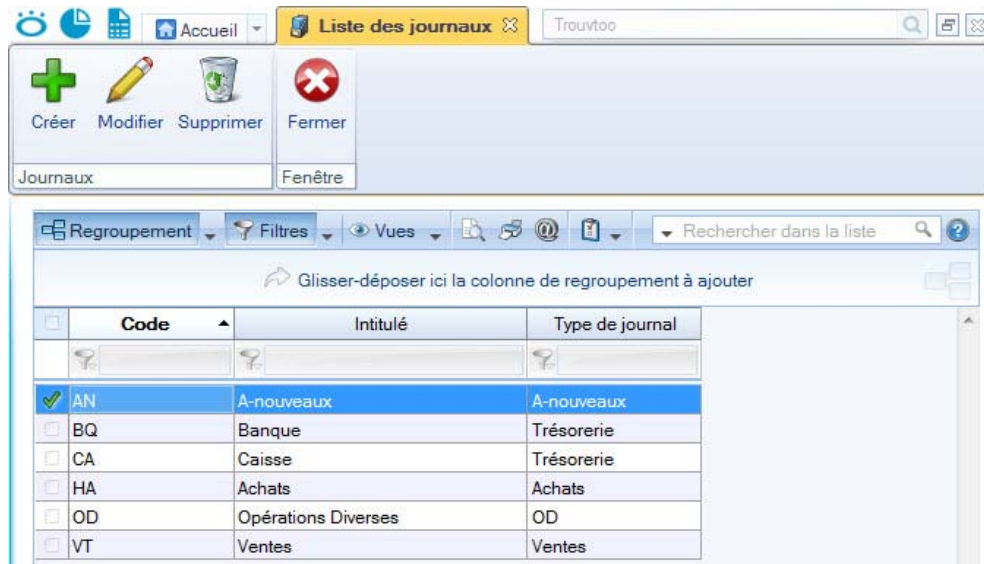 Accueil Liste des journaux Trouvtoo
Créer Modifier Supprimer Fermer
Journaux Fenêtre
Regroupement Filtres Vues Rechercher dans la liste
Glisser-déposer ici la colonne de regroupement à ajouter
Code Intitulé Type de journal
AN A-nouveaux A-nouveaux
BQ Banque Trésorerie
CA Caisse Trésorerie
HA Achats Achats
OD Opérations Diverses OD
VT Ventes Ventes